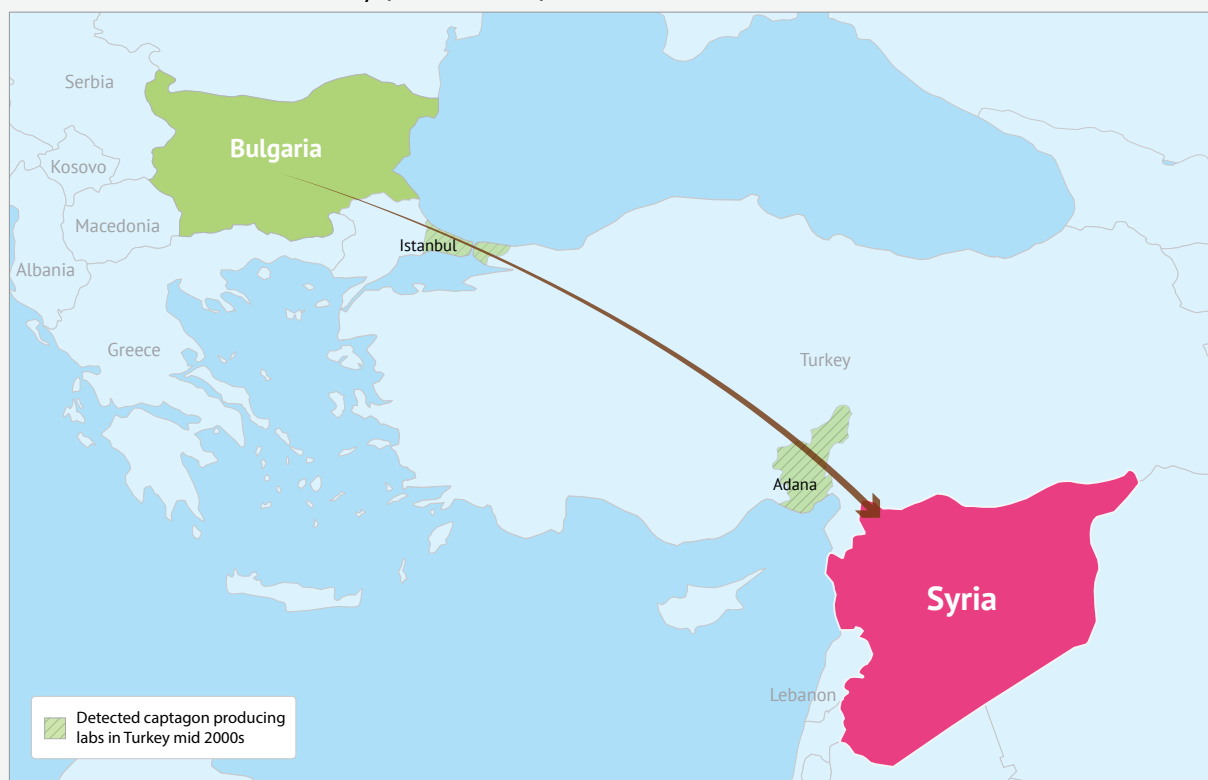 Serbia
Bulgaria
Kosovo
Macedonia
Istanbul
Albania
Greece
Turkey
Adana
Syria
Lebanon
Detected captagon producing
labs in Turkey mid 2000s